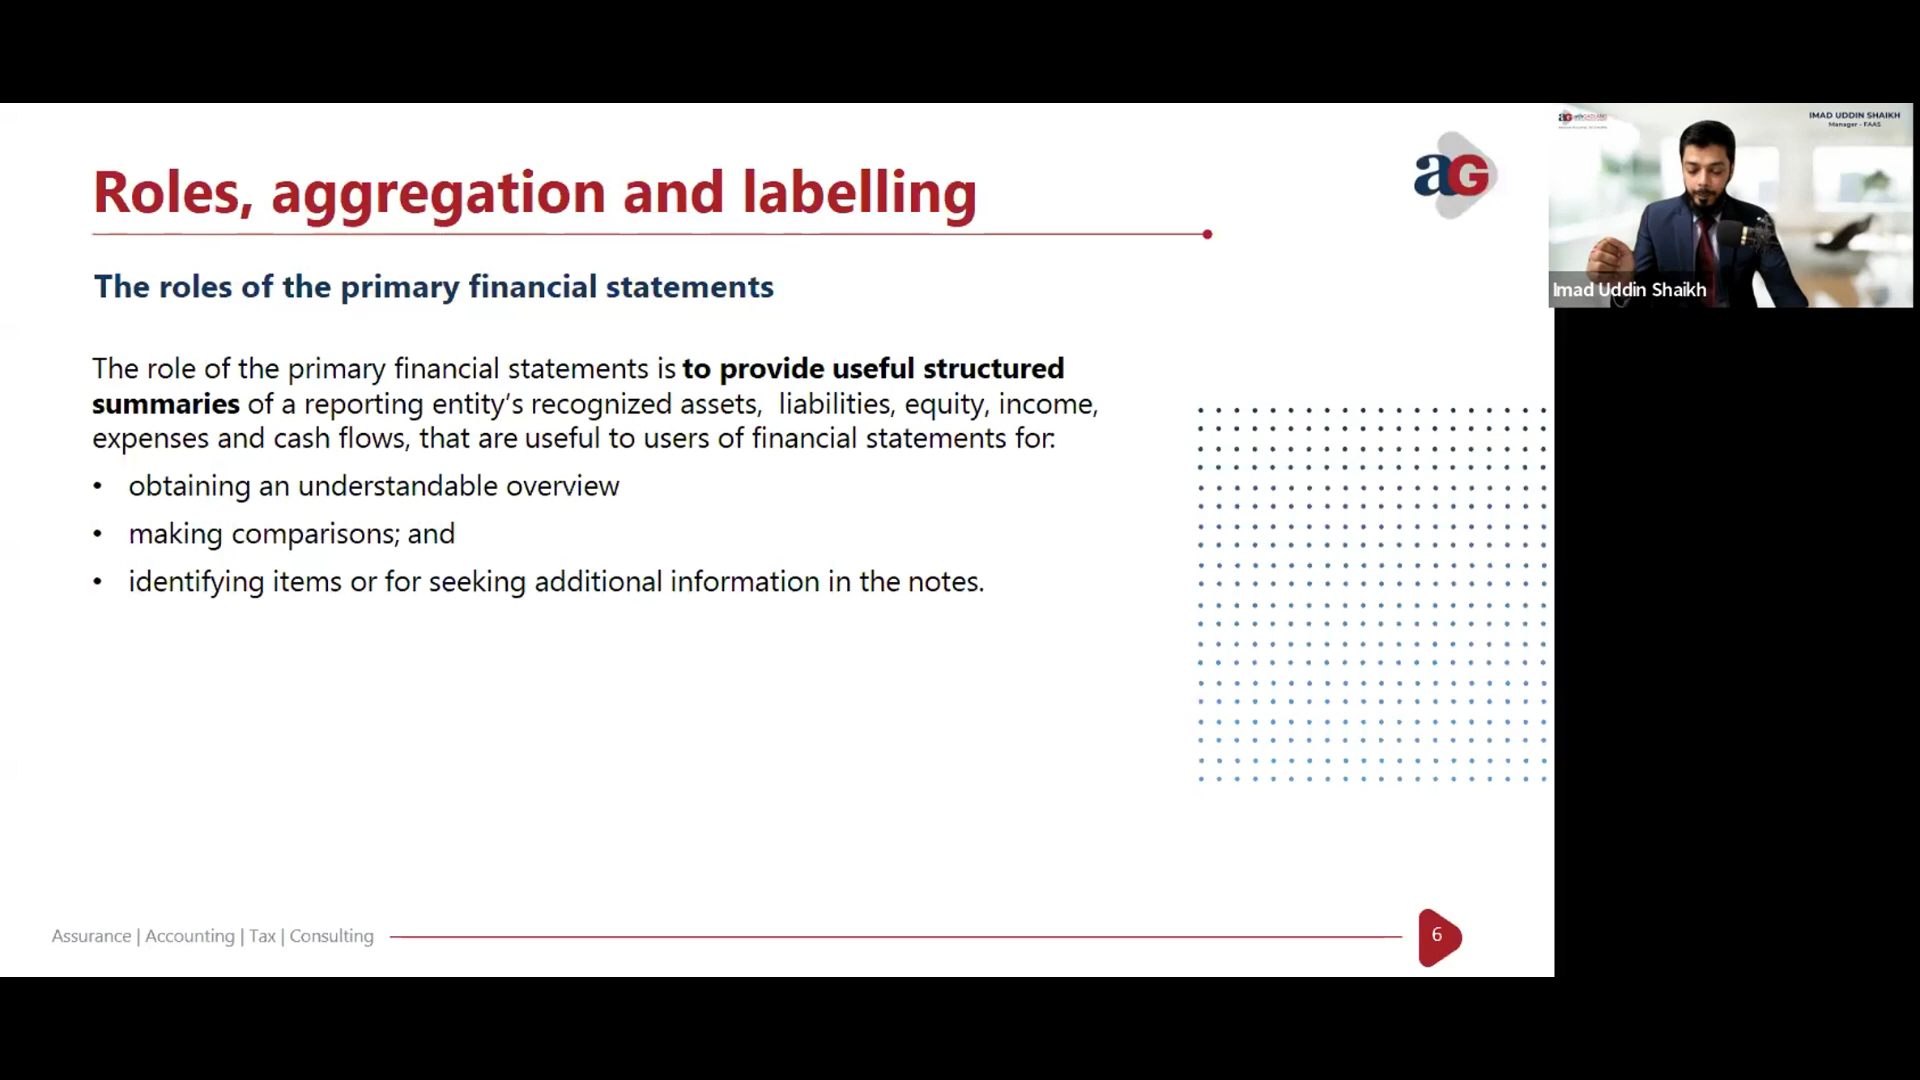 Roles, aggregation and labelling
The roles of the primary financial statements
The role of the primary financial statements is to provide useful structured
summaries of a reporting entity’s recognized assets, liabilities, equity, income,
expenses and cash flows, that are useful to users of financial statements for:
• obtaining an understandable overview
• making comparisons; and
• identifying items or for seeking additional information in the notes.
Assurance | Accounting | Tax | Consulting
6
aG
IMAD UDDIN SHAIKH
Manager - FAAS
Imad Uddin Shaikh